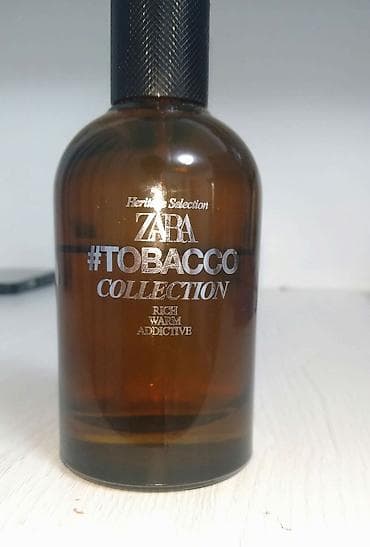 Heritage Selection
ZARA
#TOBACCO
COLLECTION
RICH
WARM
ADDICTIVE